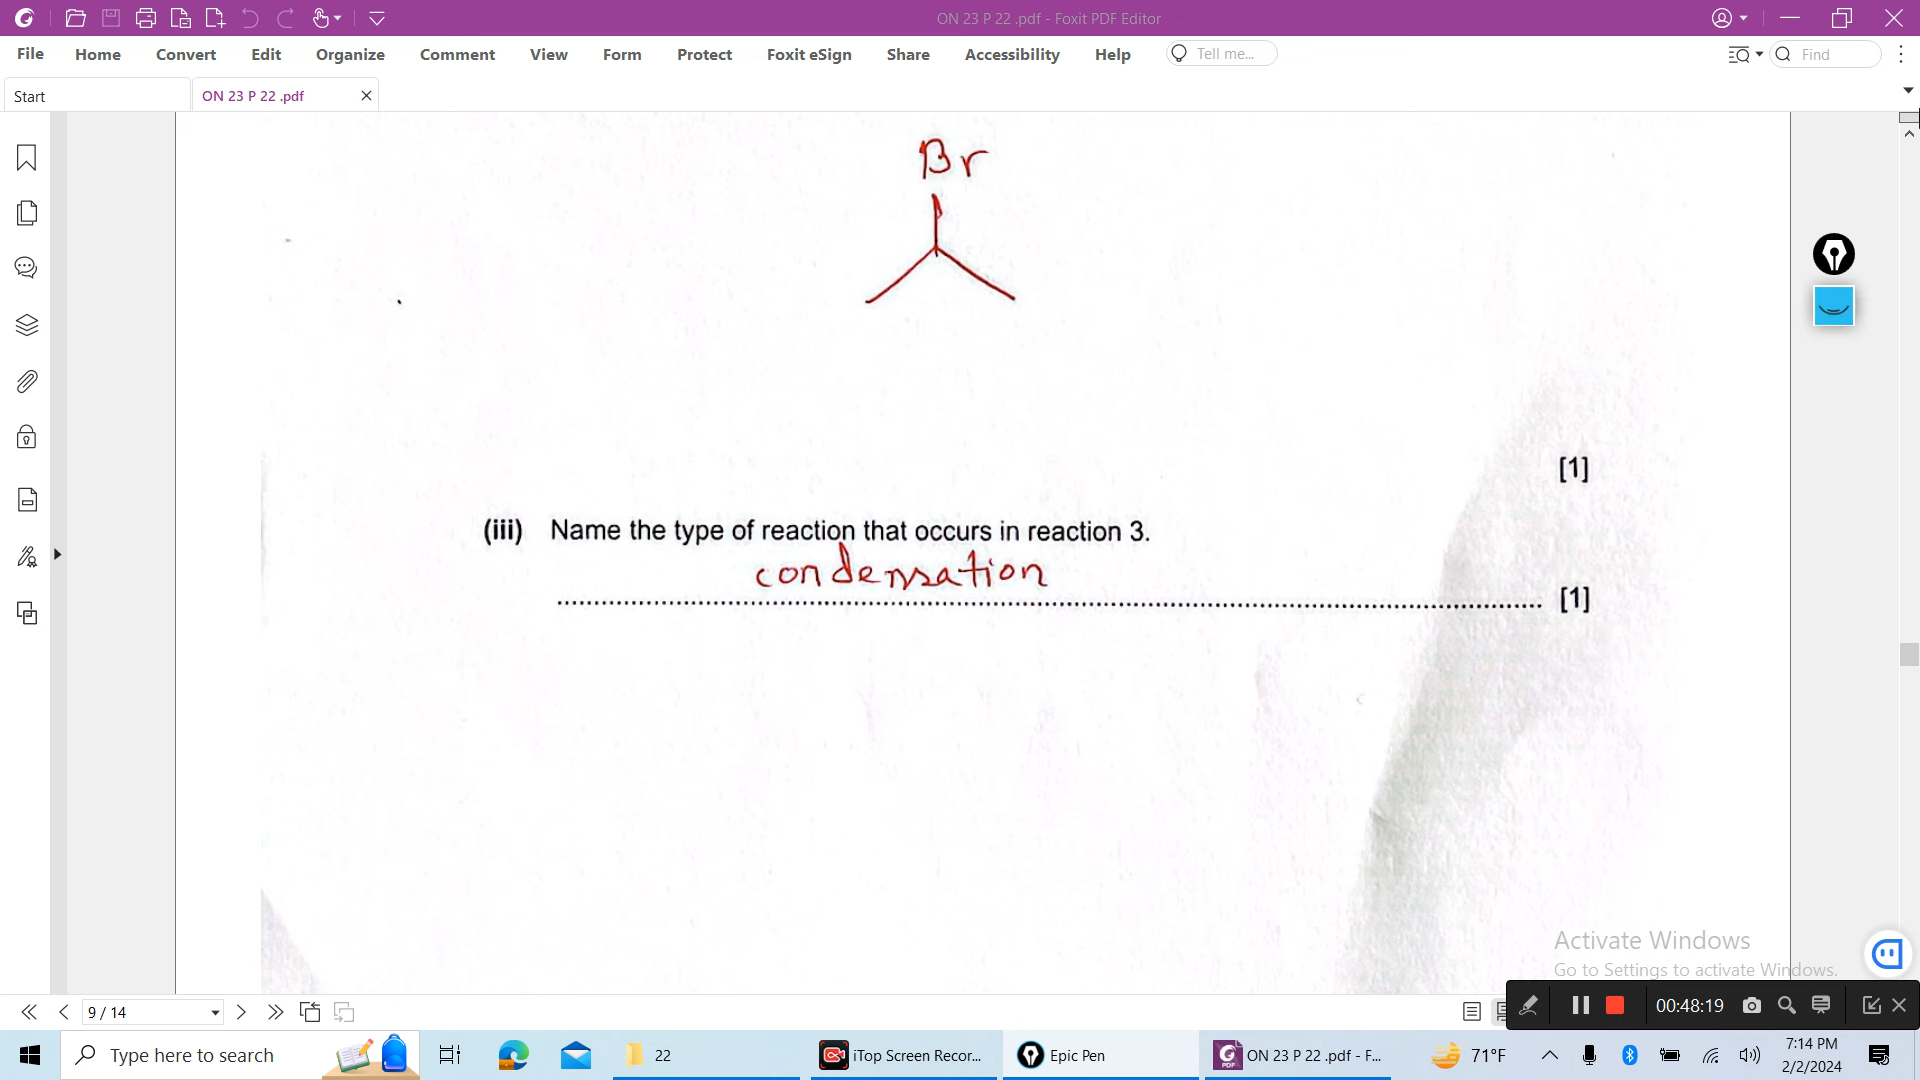 ON 23 P 22 .pdf - Foxit PDF Editor
File Home Convert Edit Organize Comment View Form Protect Foxit eSign Share Accessibility Help Tell me... Find
Start ON 23 P 22 .pdf
Br
[1]
(iii) Name the type of reaction that occurs in reaction 3.
condensation
[1]
Activate Windows
Go to Settings to activate Windows.
9 / 14
00:48:19
Type here to search 22 iTop Screen Recor... Epic Pen ON 23 P 22 .pdf - F... 71°F 7:14 PM
2/2/2024